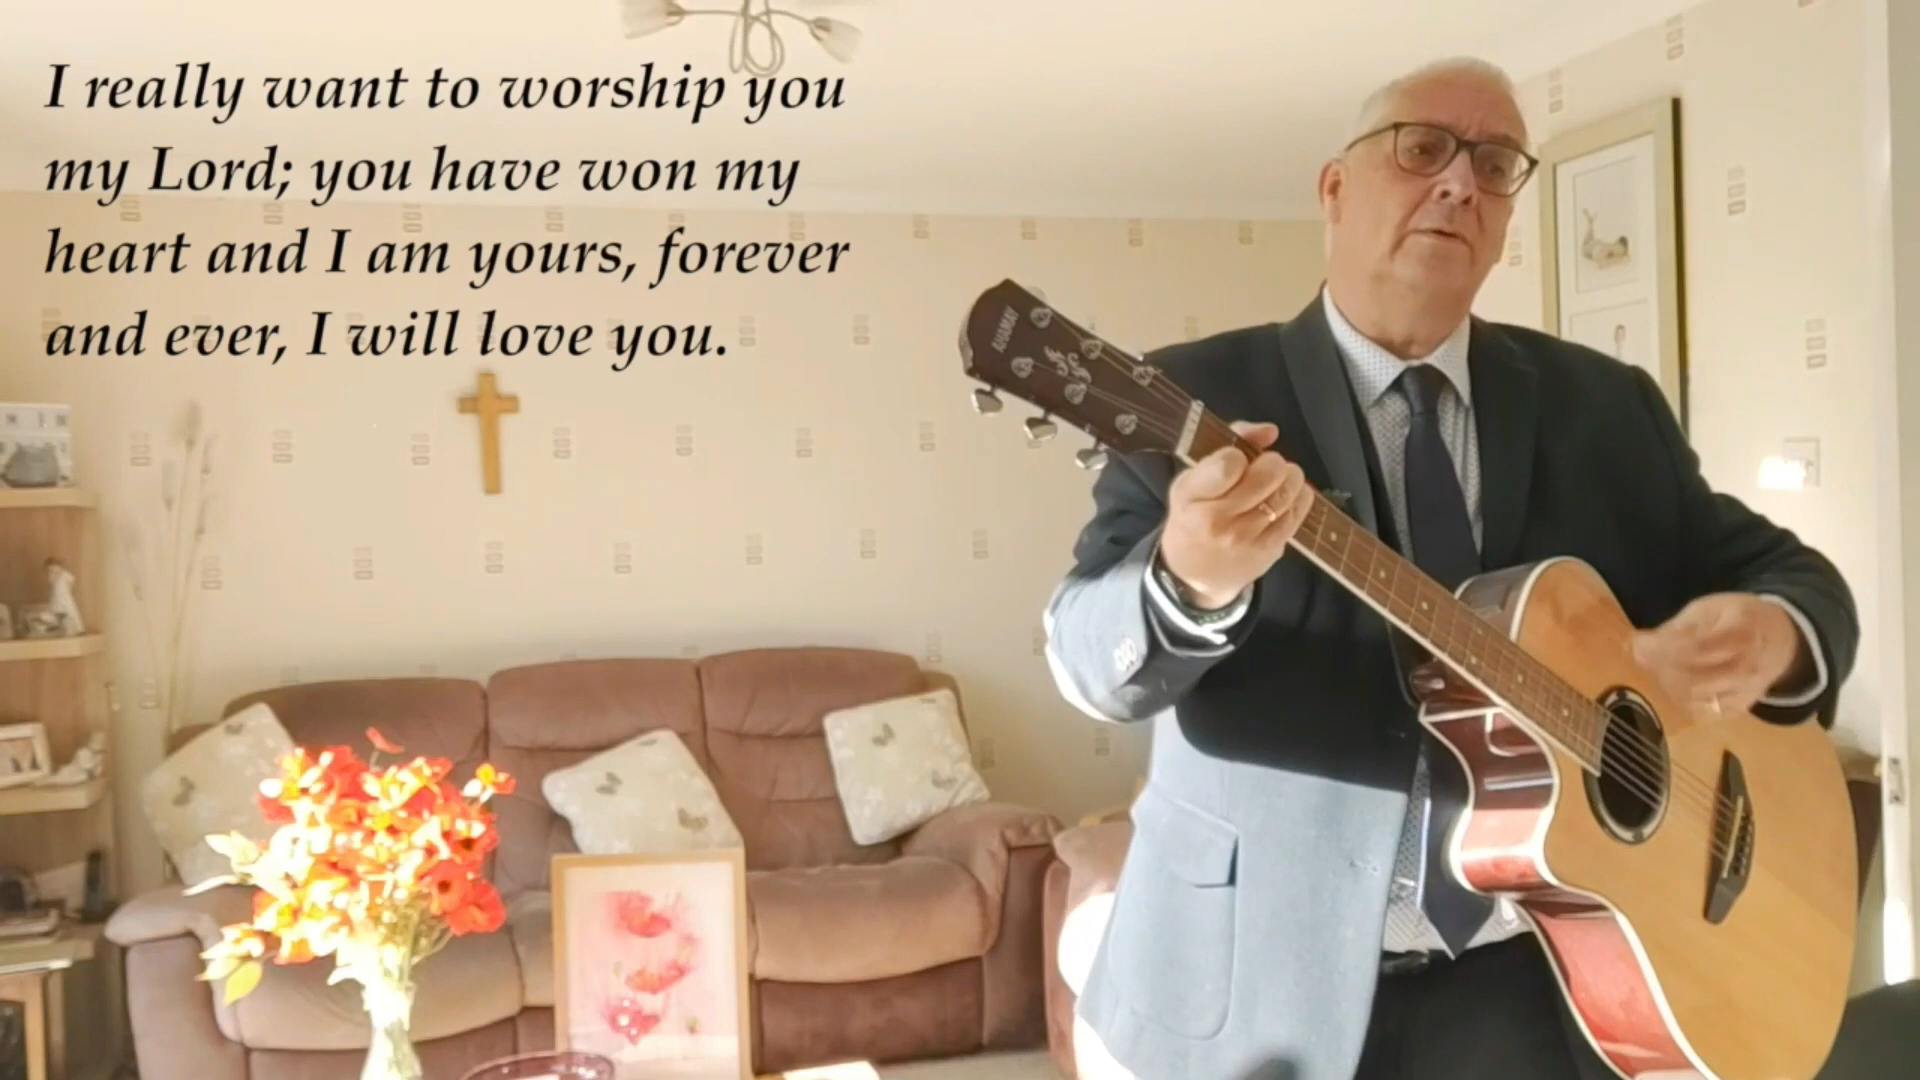 I really want to worship you
my Lord; you have won my
heart and I am yours, forever
and ever, I will love you.
YAMAHA